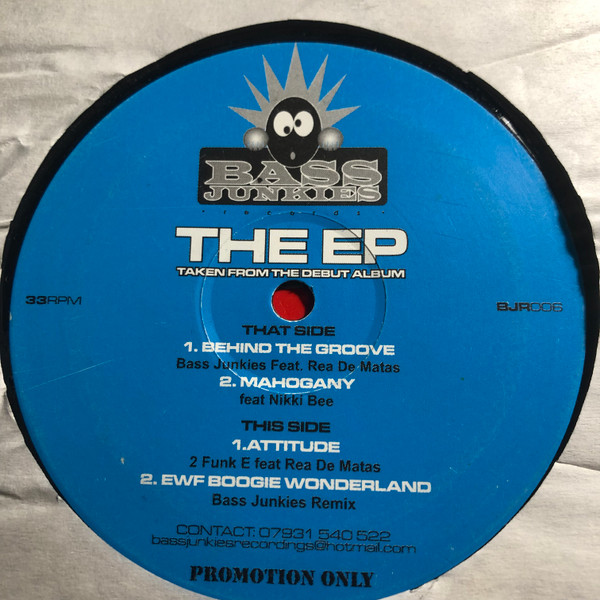 BASS
JUNKIES
records
THE EP
TAKEN FROM THE DEBUT ALBUM
33RPM
BJR006
THAT SIDE
1. BEHIND THE GROOVE
Bass Junkies Feat. Rea De Matas
2. MAHOGANY
feat Nikki Bee
THIS SIDE
1.ATTITUDE
2 Funk E feat Rea De Matas
2. EWF BOOGIE WONDERLAND
Bass Junkies Remix
CONTACT: 07931 540 522
bassjunkiesrecordings@hotmail.com
PROMOTION ONLY